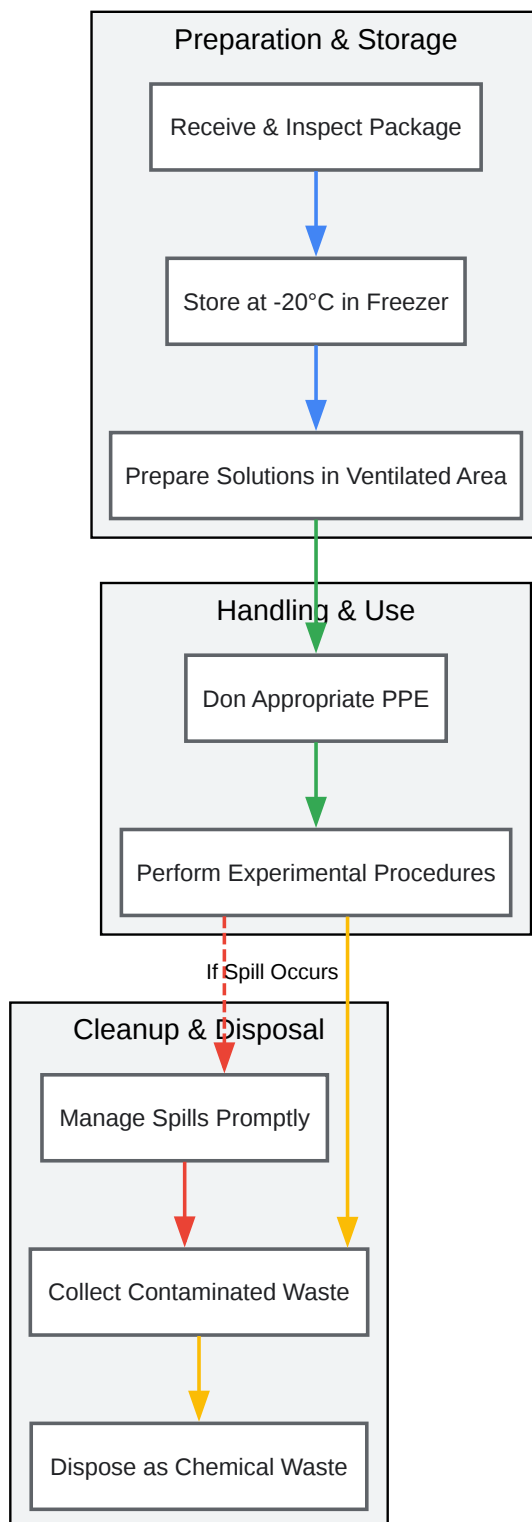 Preparation & Storage
Receive & Inspect Package
Store at -20°C in Freezer
Prepare Solutions in Ventilated Area
Handling & Use
Don Appropriate PPE
Perform Experimental Procedures
If Spill Occurs
Cleanup & Disposal
Manage Spills Promptly
Collect Contaminated Waste
Dispose as Chemical Waste